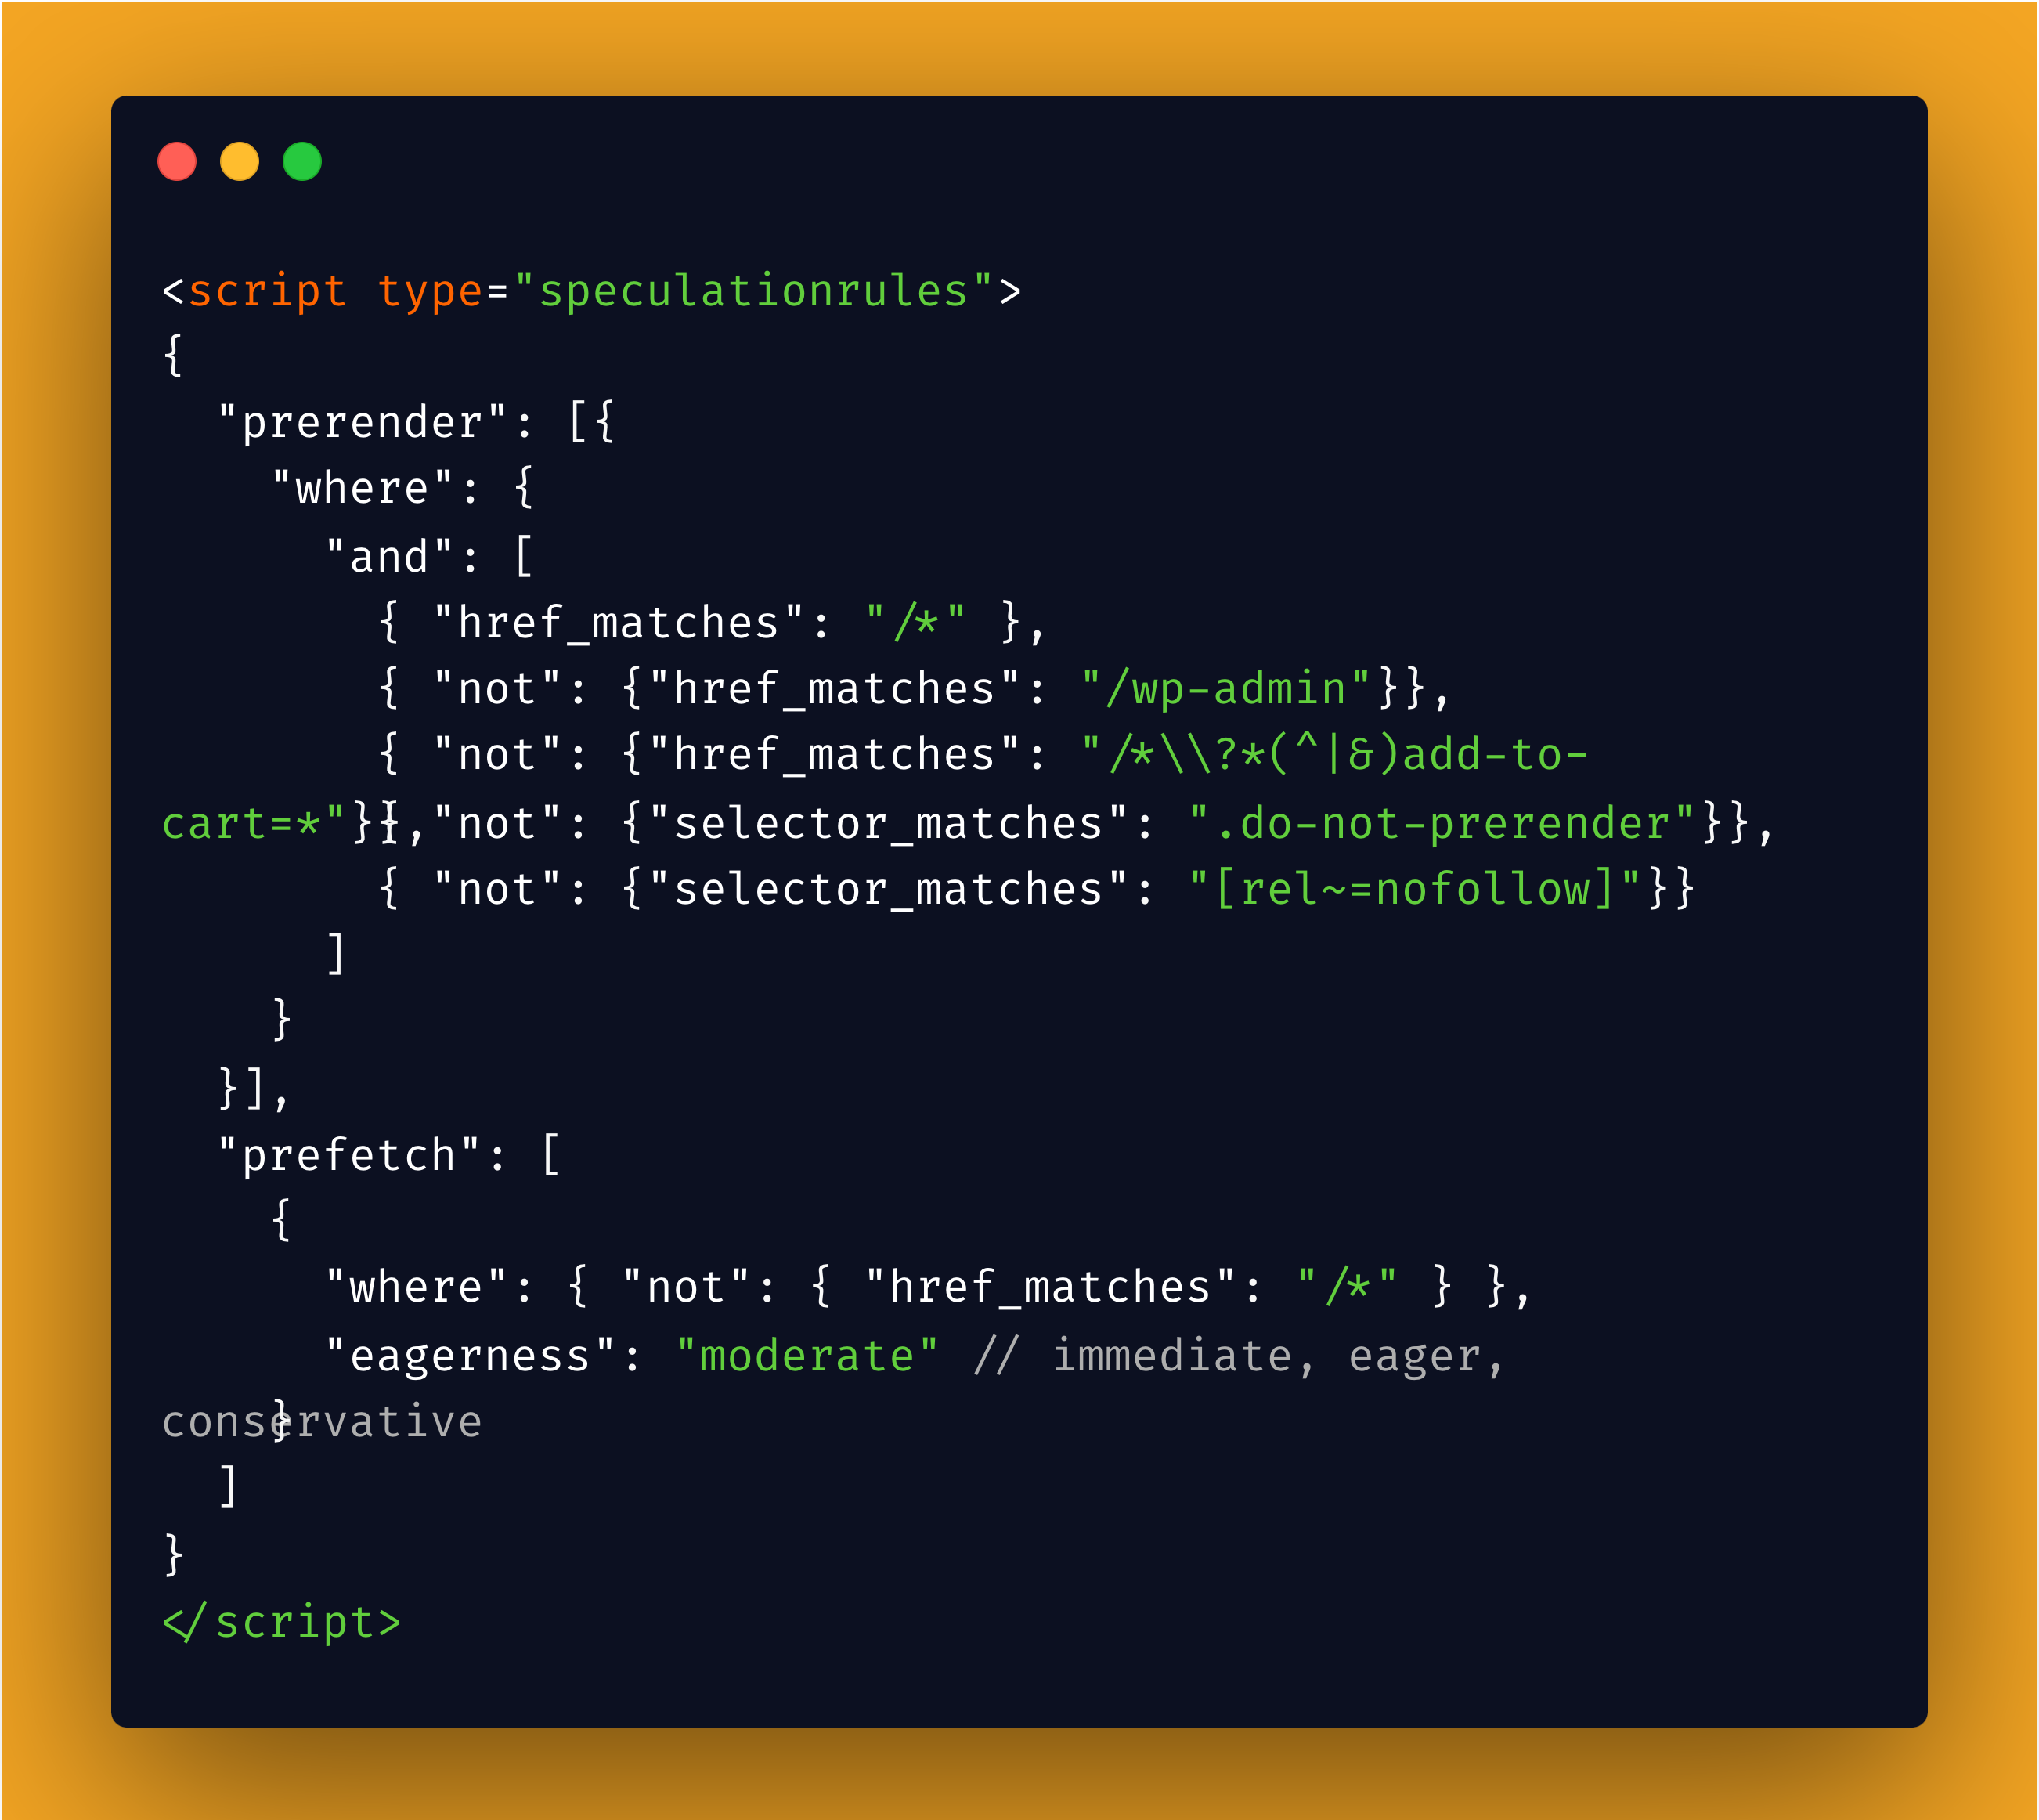 <script type="speculationrules">
{
  "prerender": [{
    "where": {
      "and": [
        { "href_matches": "/*" },
        { "not": {"href_matches": "/wp-admin"}},
        { "not": {"href_matches": "/*\\?*(^|&)add-to-
cart=*"}},
        { "not": {"selector_matches": ".do-not-prerender"}},
        { "not": {"selector_matches": "[rel~=nofollow]"}}
      ]
    }
  }],
  "prefetch": [
    {
      "where": { "not": { "href_matches": "/*" } },
      "eagerness": "moderate" // immediate, eager,
conservative
    }
  ]
}
</script>